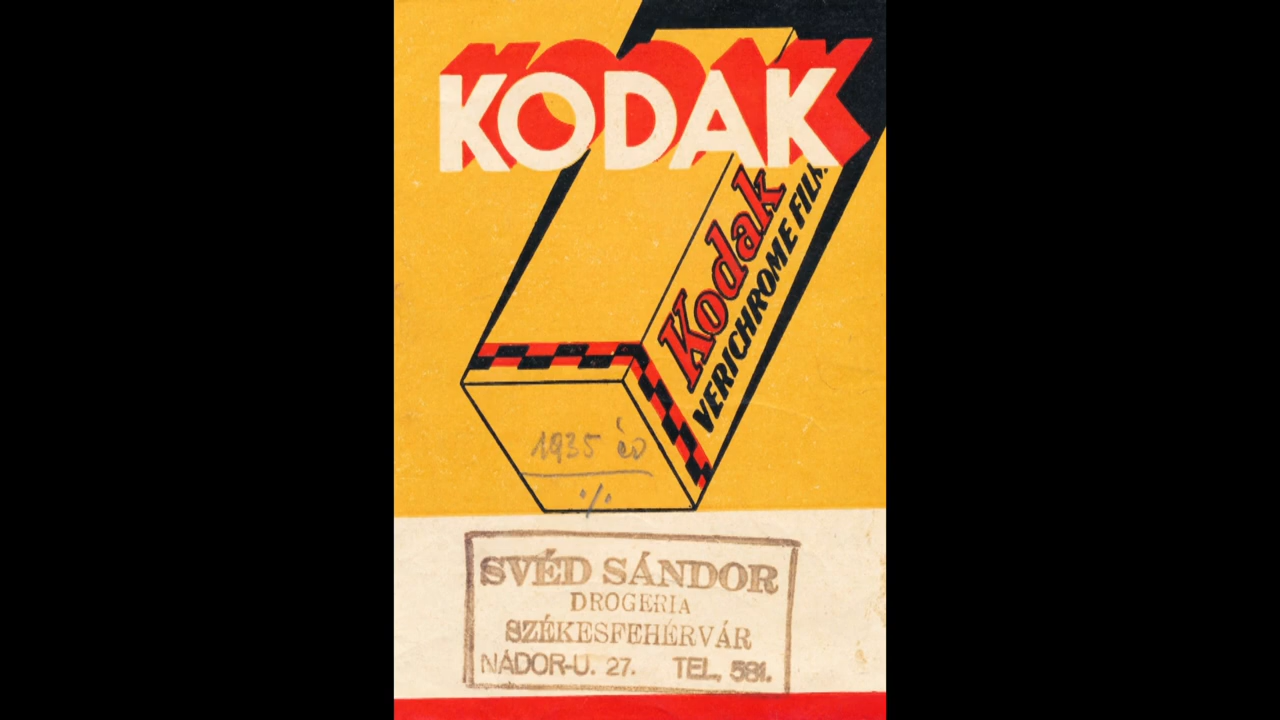 KODAK
Kodak
VERICHROME FILM
1935 év
·/·
SVÉD SÁNDOR
DROGERIA
SZÉKESFEHÉRVÁR
NÁDOR-U. 27. TEL, 581.